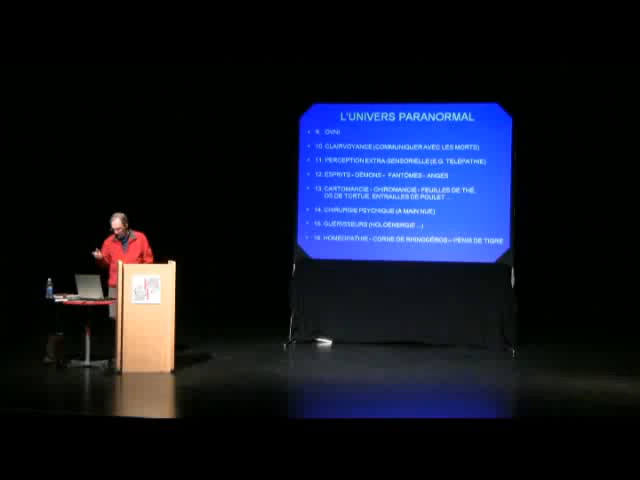 L'UNIVERS PARANORMAL
9. OVNI
10. CLAIRVOYANCE (COMMUNIQUER AVEC LES MORTS)
11. PERCEPTION EXTRA-SENSORIELLE (E.G. TÉLÉPATHIE)
12. ESPRITS - DÉMONS - FANTÔMES - ANGES
13. CARTOMANCIE - CHIROMANCIE - FEUILLES DE THÉ,
OS DE TORTUE, ENTRAILLES DE POULET ...
14. CHIRURGIE PSYCHIQUE (À MAIN NUE)
15. GUÉRISSEURS (HOLOÉNERGIE ...)
16. HOMÉOPATHIE - CORNE DE RHINOCÉROS - PÉNIS DE TIGRE